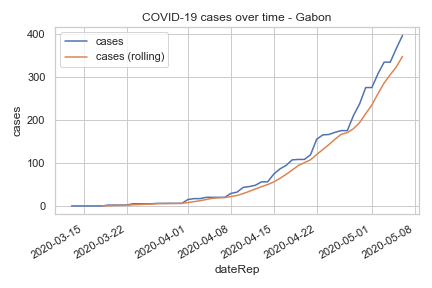 COVID-19 cases over time - Gabon
cases
cases (rolling)
400
300
200
100
0
cases
2020-03-15
2020-03-22
2020-04-01
2020-04-08
2020-04-15
2020-04-22
2020-05-01
2020-05-08
dateRep